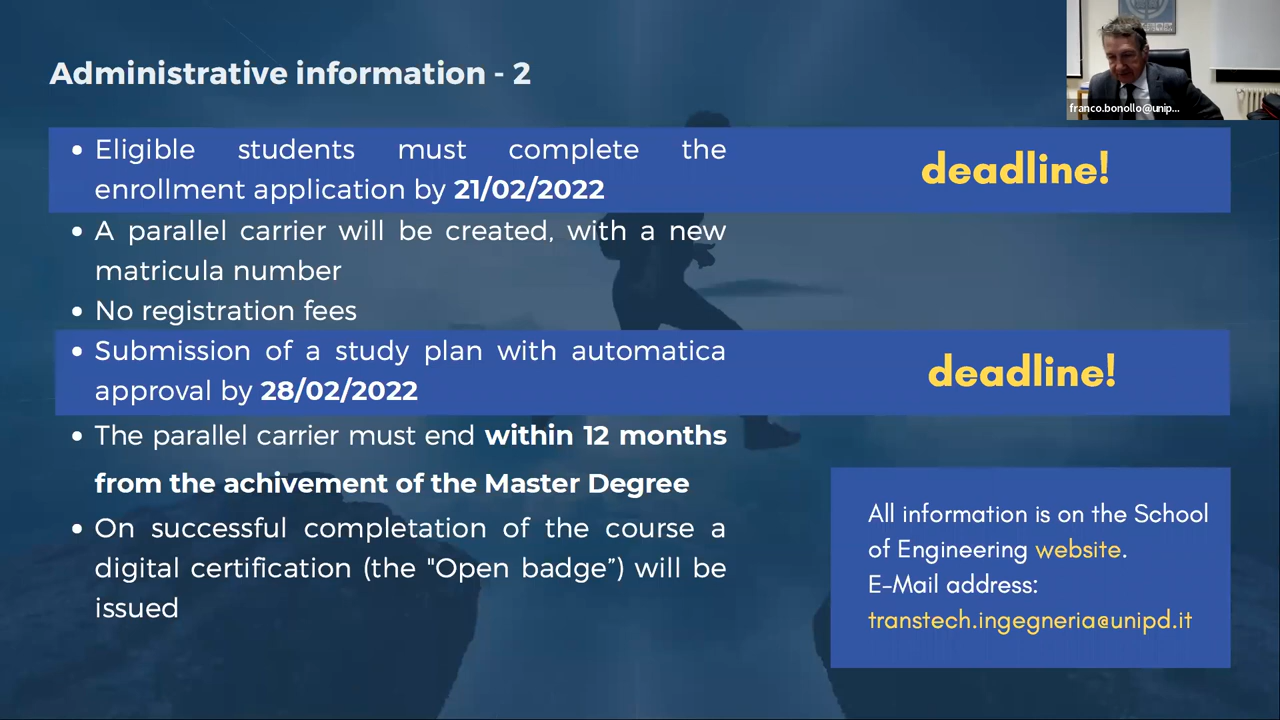 Administrative information - 2
franco.bonollo@unip...
• Eligible students must complete the
enrollment application by 21/02/2022
deadline!
• A parallel carrier will be created, with a new
matricula number
• No registration fees
• Submission of a study plan with automatica
approval by 28/02/2022
deadline!
• The parallel carrier must end within 12 months
from the achivement of the Master Degree
• On successful completation of the course a
digital certification (the "Open badge”) will be
issued
All information is on the School
of Engineering website.
E-Mail address:
transtech.ingegneria@unipd.it